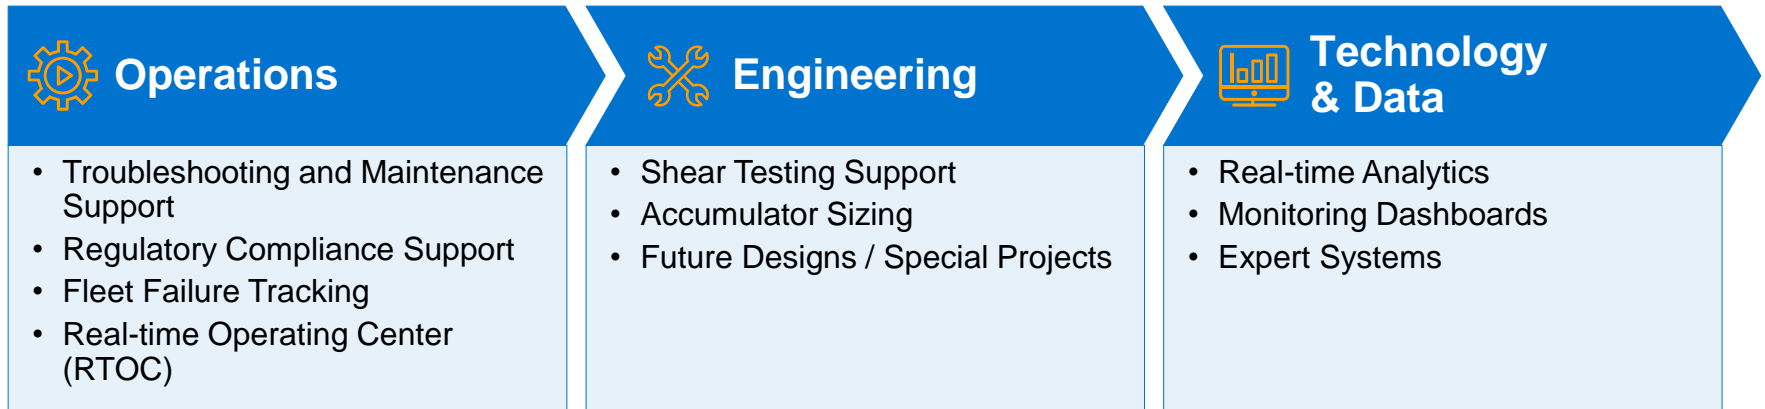 Operations
• Troubleshooting and Maintenance
Support
• Regulatory Compliance Support
• Fleet Failure Tracking
• Real-time Operating Center
(RTOC)
Engineering
• Shear Testing Support
• Accumulator Sizing
• Future Designs / Special Projects
Technology
& Data
• Real-time Analytics
• Monitoring Dashboards
• Expert Systems